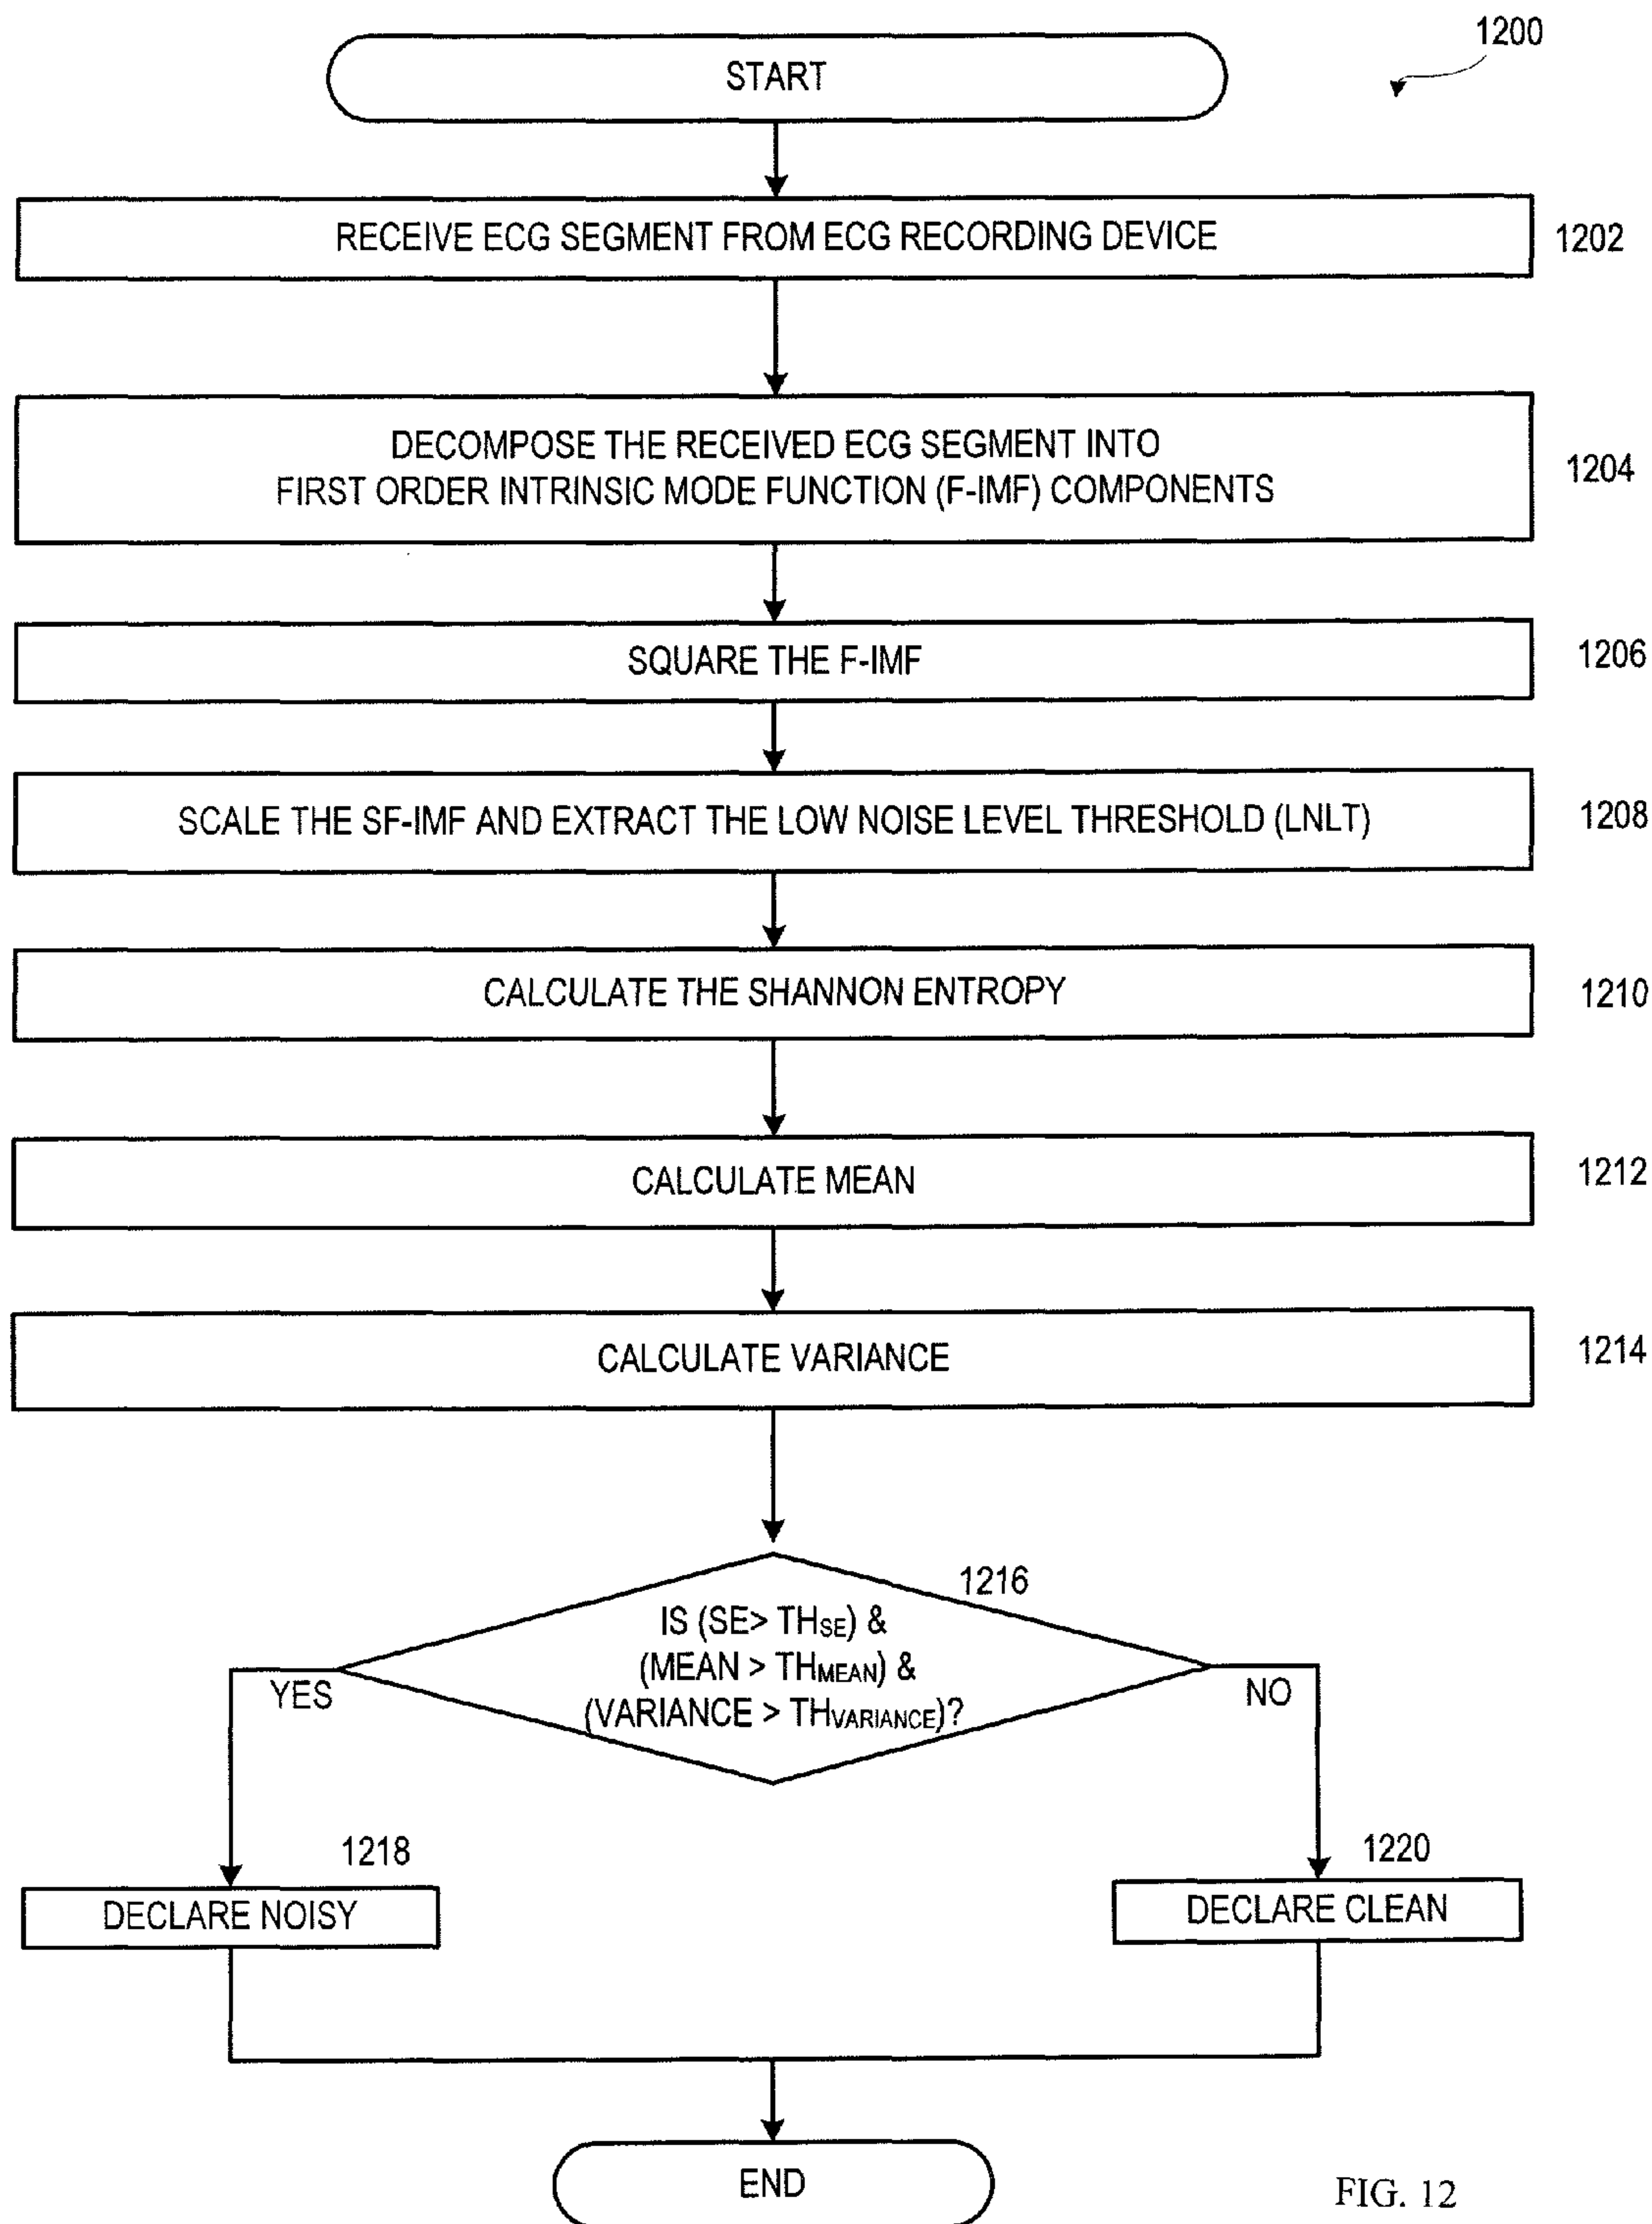 1200
START
RECEIVE ECG SEGMENT FROM ECG RECORDING DEVICE
1202
DECOMPOSE THE RECEIVED ECG SEGMENT INTO
FIRST ORDER INTRINSIC MODE FUNCTION (F-IMF) COMPONENTS
1204
SQUARE THE F-IMF
1206
SCALE THE SF-IMF AND EXTRACT THE LOW NOISE LEVEL THRESHOLD (LNLT)
1208
CALCULATE THE SHANNON ENTROPY
1210
CALCULATE MEAN
1212
CALCULATE VARIANCE
1214
1216
IS (SE> THSE) &
(MEAN > THMEAN) &
(VARIANCE > THVARIANCE)?
YES
NO
1218
DECLARE NOISY
1220
DECLARE CLEAN
END
FIG. 12